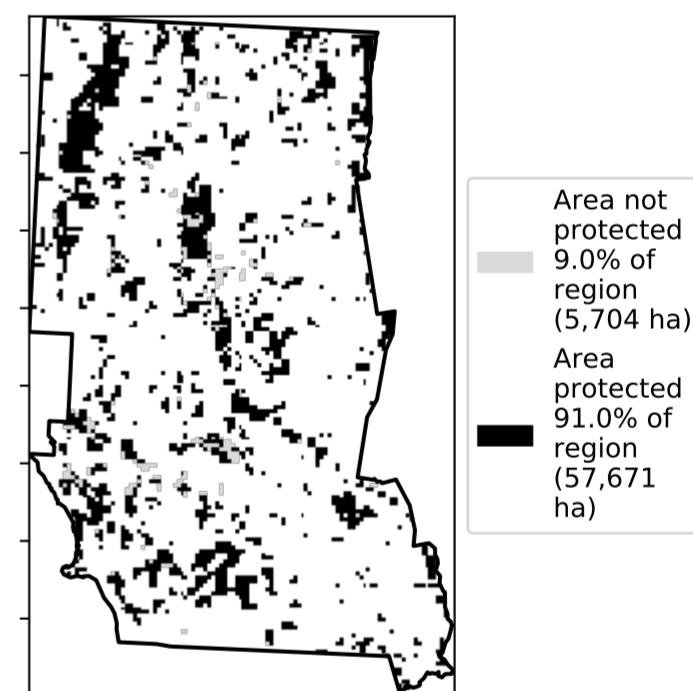 Area not
protected
9.0% of
region
(5,704 ha)
Area
protected
91.0% of
region
(57,671
ha)